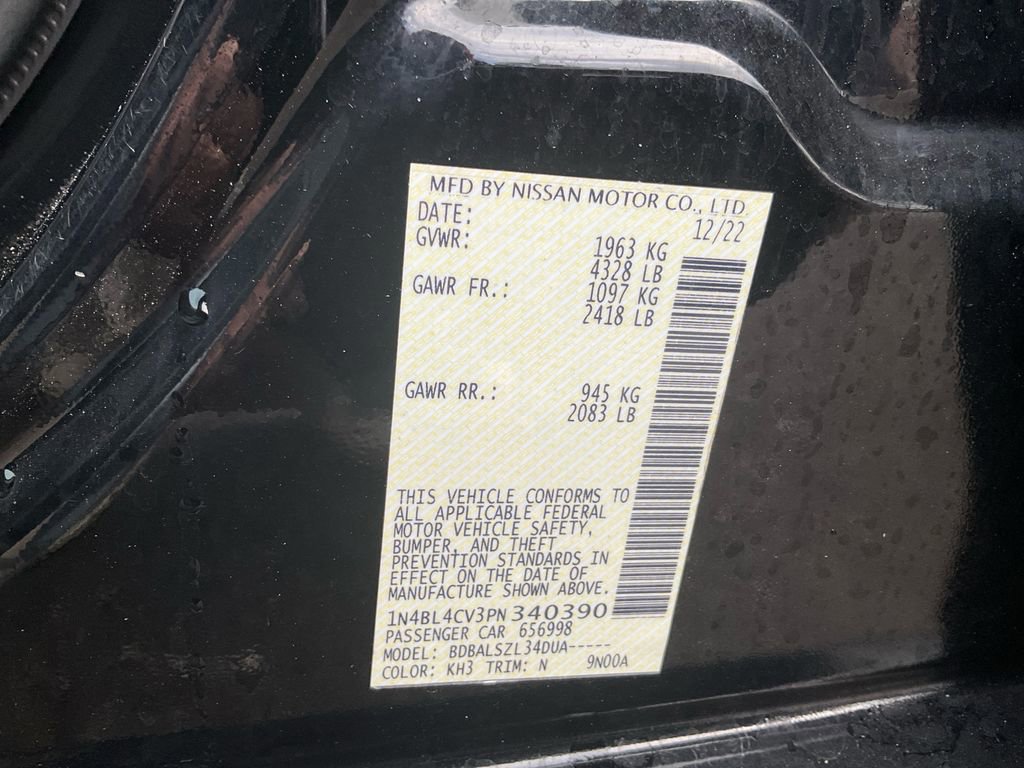 MFD BY NISSAN MOTOR CO., LTD.
DATE: 12/22
GVWR: 1963 KG
4328 LB
GAWR FR.: 1097 KG
2418 LB
GAWR RR.: 945 KG
2083 LB
THIS VEHICLE CONFORMS TO
ALL APPLICABLE FEDERAL
MOTOR VEHICLE SAFETY,
BUMPER, AND THEFT
PREVENTION STANDARDS IN
EFFECT ON THE DATE OF
MANUFACTURE SHOWN ABOVE.
1N4BL4CV3PN340390
PASSENGER CAR 656998
MODEL: BDBALSZL34DUA-----
COLOR: KH3 TRIM: N 9N00A